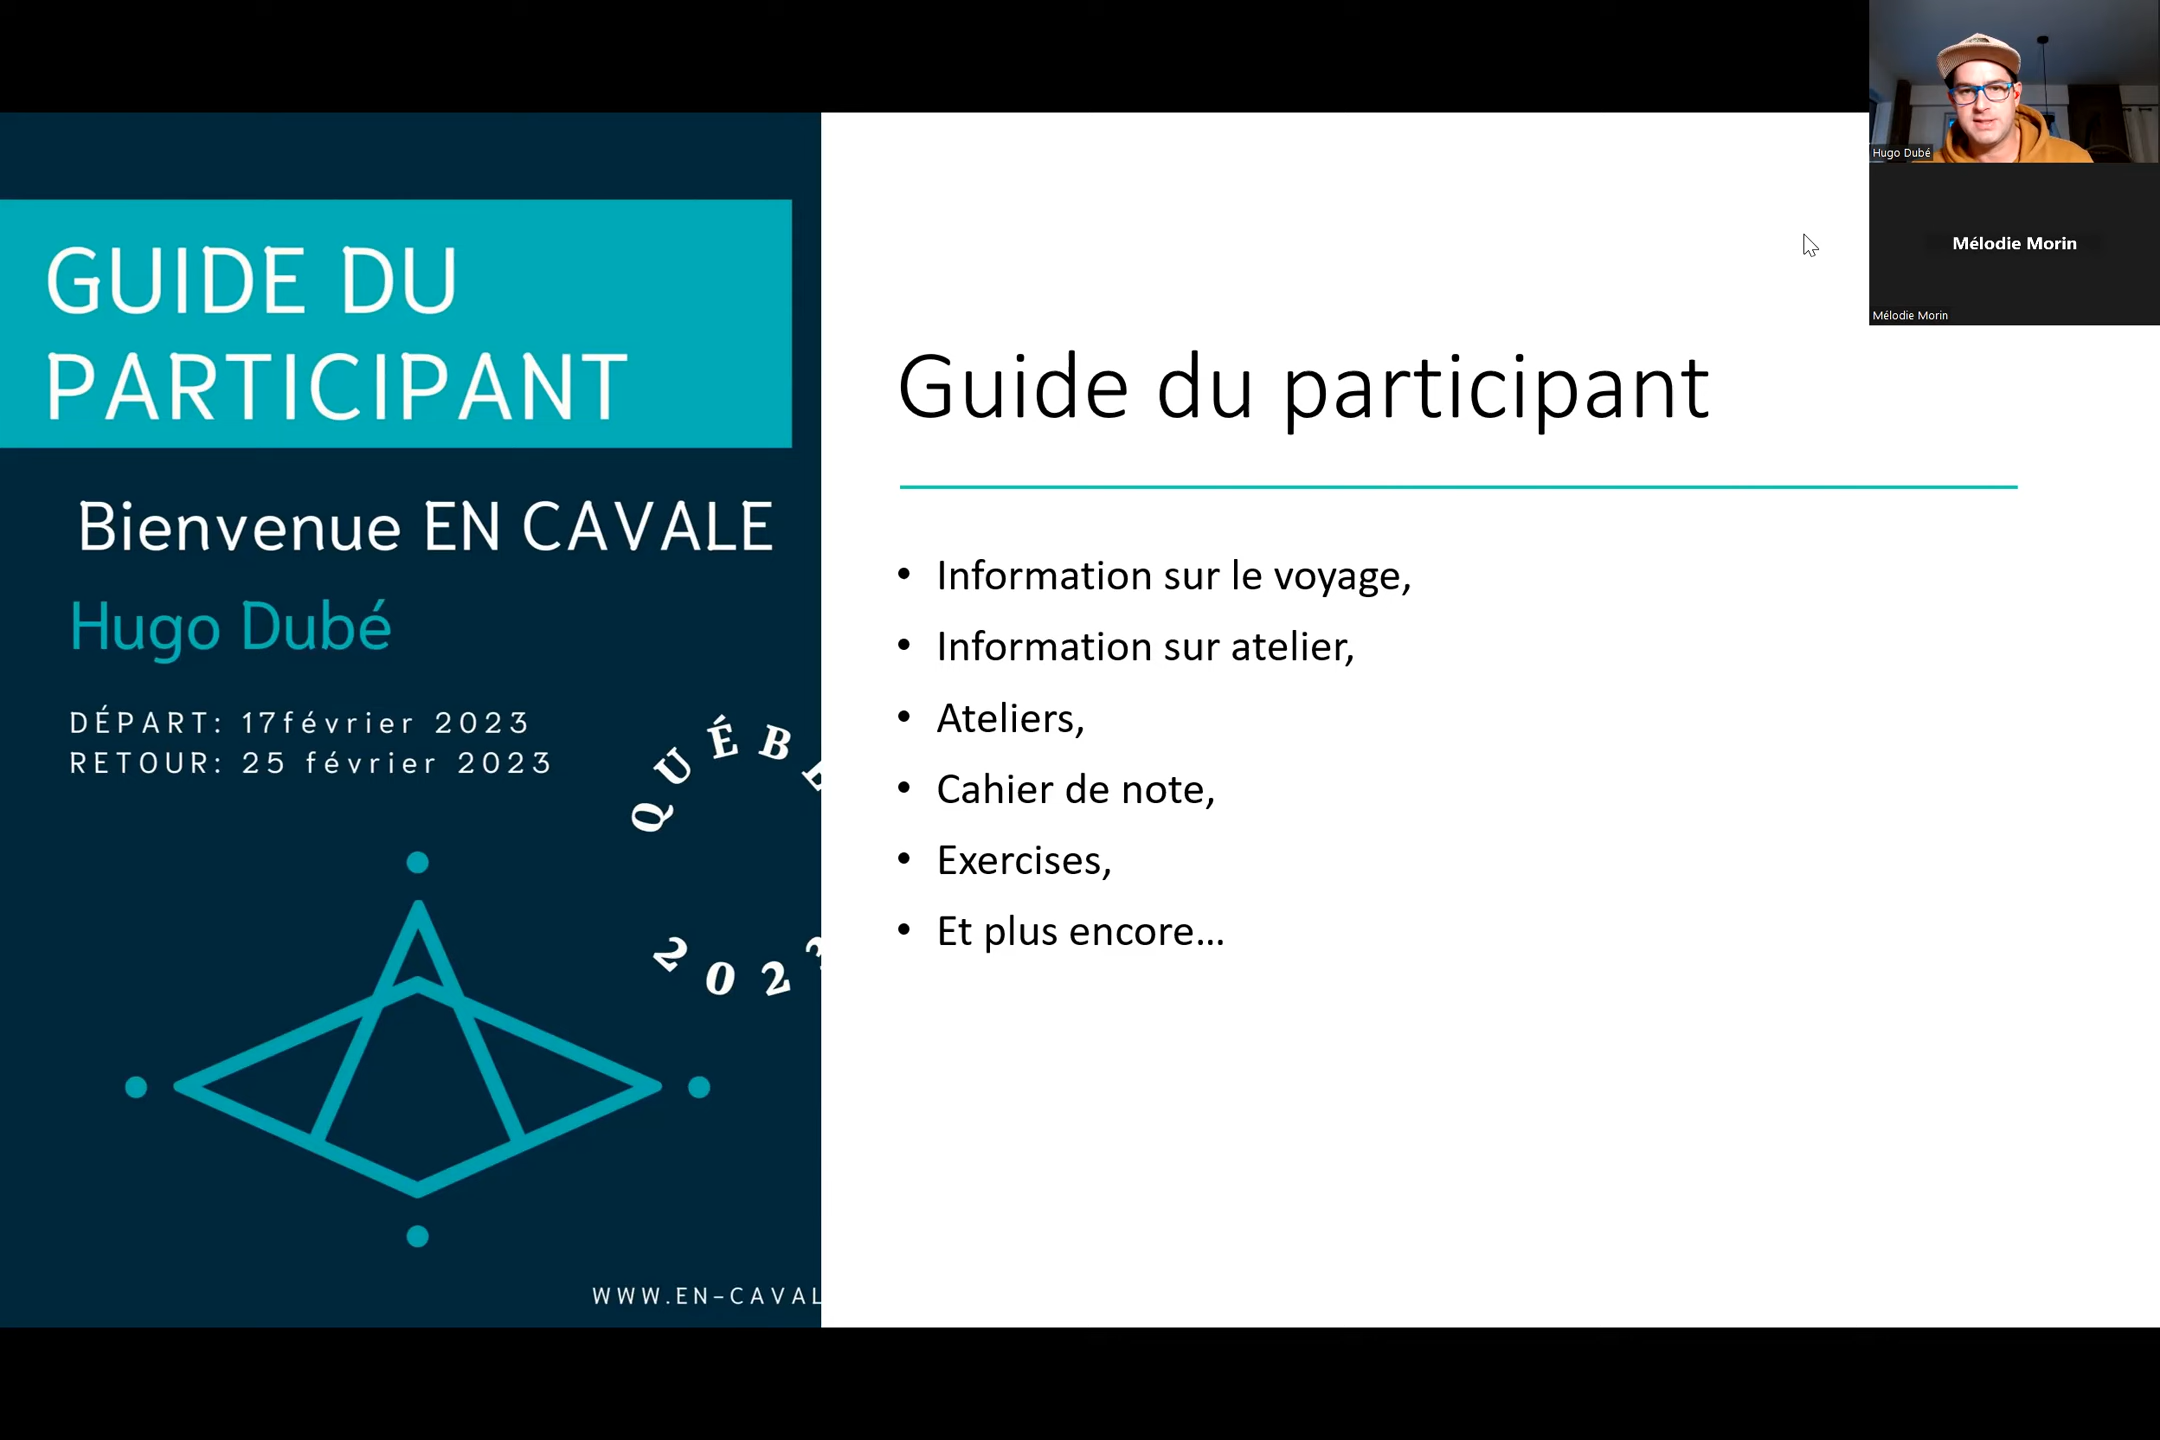 GUIDE DU
PARTICIPANT
Bienvenue EN CAVALE
Hugo Dubé
DÉPART: 17février 2023
RETOUR: 25 février 2023
QUÉBE
202
WWW.EN-CAVAL
Guide du participant
• Information sur le voyage,
• Information sur atelier,
• Ateliers,
• Cahier de note,
• Exercises,
• Et plus encore...
Hugo Dubé
Mélodie Morin
Mélodie Morin